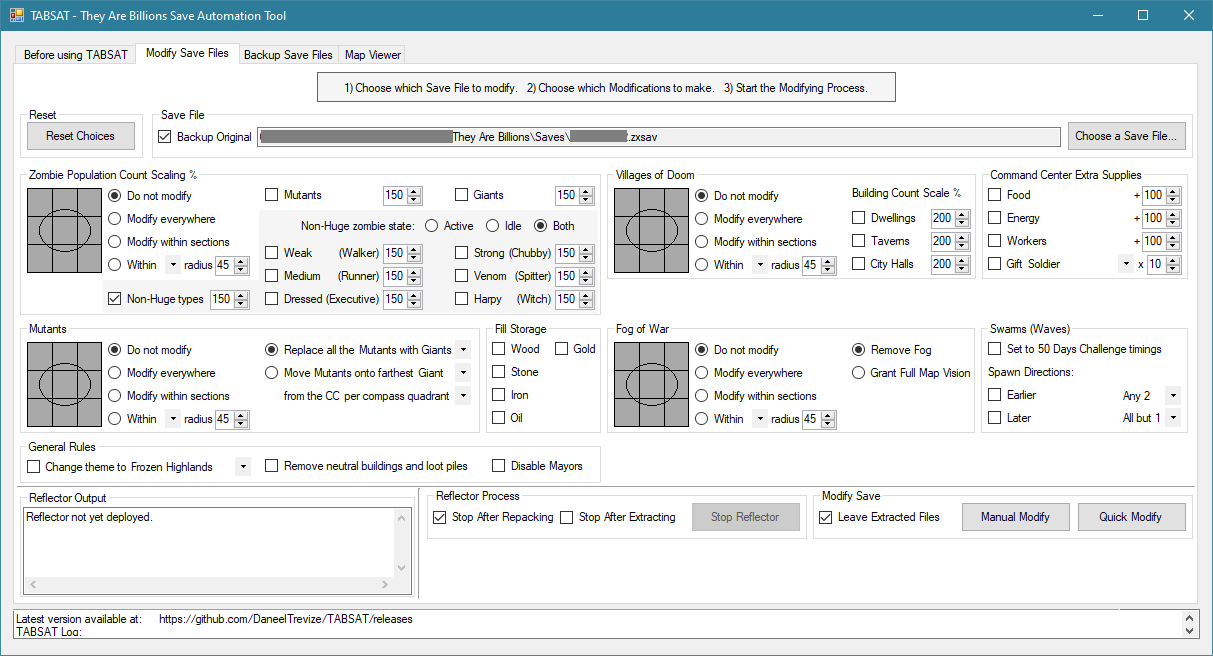 TABSAT - They Are Billions Save Automation Tool
Before using TABSAT Modify Save Files Backup Save Files Map Viewer
1) Choose which Save File to modify. 2) Choose which Modifications to make. 3) Start the Modifying Process.
Reset
Reset Choices
Save File
Backup Original
They Are Billions\Saves\ .zxsav
Choose a Save File...
Zombie Population Count Scaling %
Do not modify
Modify everywhere
Modify within sections
Within radius 45
Non-Huge types 150
Mutants 150 Giants 150
Non-Huge zombie state: Active Idle Both
Weak (Walker) 150 Strong (Chubby) 150
Medium (Runner) 150 Venom (Spitter) 150
Dressed (Executive) 150 Harpy (Witch) 150
Villages of Doom
Do not modify
Modify everywhere
Modify within sections
Within radius 45
Building Count Scale %
Dwellings 200
Taverns 200
City Halls 200
Command Center Extra Supplies
Food + 100
Energy + 100
Workers + 100
Gift Soldier x 10
Mutants
Do not modify
Modify everywhere
Modify within sections
Within radius 45
Replace all the Mutants with Giants
Move Mutants onto farthest Giant
from the CC per compass quadrant
Fill Storage
Wood Gold
Stone
Iron
Oil
Fog of War
Do not modify
Modify everywhere
Modify within sections
Within radius 45
Remove Fog
Grant Full Map Vision
Swarms (Waves)
Set to 50 Days Challenge timings
Spawn Directions:
Earlier Any 2
Later All but 1
General Rules
Change theme to Frozen Highlands Remove neutral buildings and loot piles Disable Mayors
Reflector Output
Reflector not yet deployed.
Reflector Process
Stop After Repacking Stop After Extracting Stop Reflector
Modify Save
Leave Extracted Files Manual Modify Quick Modify
Latest version available at: https://github.com/DaneelTrevize/TABSAT/releases
TABSAT Log: